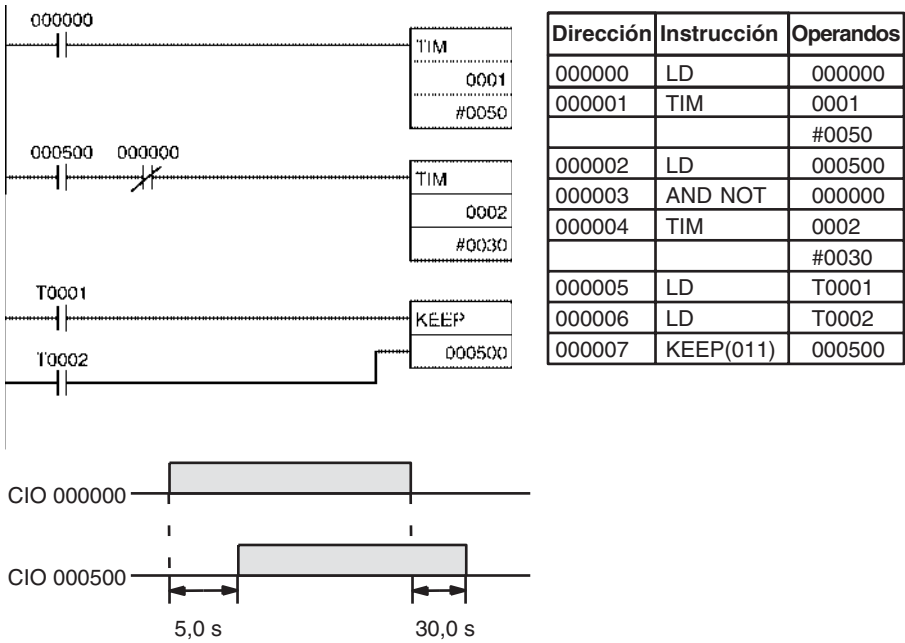 000000
TIM
0001
#0050
000500 000000
TIM
0002
#0030
T0001
KEEP
000500
T0002
Dirección Instrucción Operandos
000000 LD 000000
000001 TIM 0001
#0050
000002 LD 000500
000003 AND NOT 000000
000004 TIM 0002
#0030
000005 LD T0001
000006 LD T0002
000007 KEEP(011) 000500
CIO 000000
CIO 000500
5,0 s 30,0 s